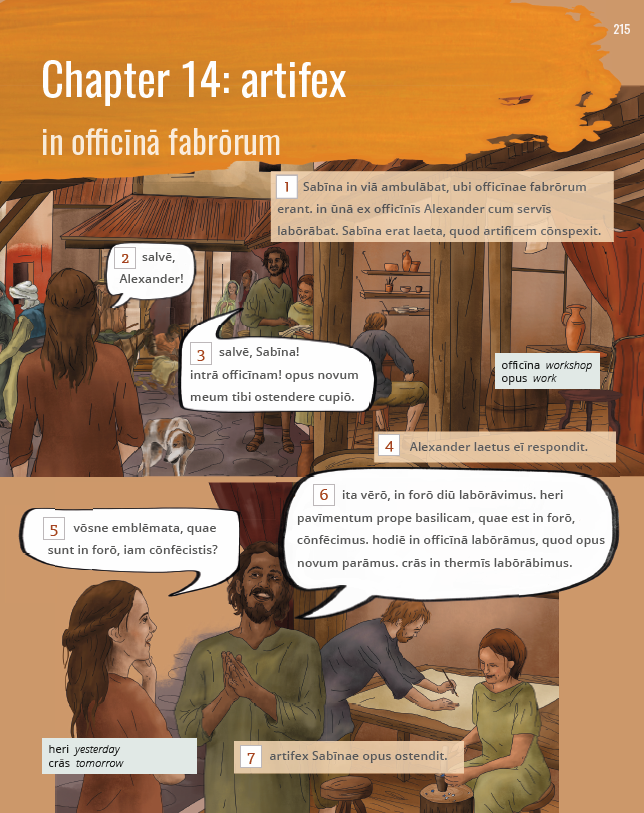 215
Chapter 14: artifex
in officīnā fabrōrum
1 Sabīna in viā ambulābat, ubi officīnae fabrōrum
erant. in ūnā ex officīnīs Alexander cum servīs
labōrābat. Sabīna erat laeta, quod artificem cōnspexit.
2 salvē,
Alexander!
3 salvē, Sabīna!
intrā officīnam! opus novum
meum tibi ostendere cupiō.
officīna workshop
opus work
4 Alexander laetus eī respondit.
5 vōsne emblēmata, quae
sunt in forō, iam cōnfēcistis?
6 ita vērō, in forō diū labōrāvimus. heri
pavīmentum prope basilicam, quae est in forō,
cōnfēcimus. hodiē in officīnā labōrāmus, quod opus
novum parāmus. crās in thermīs labōrābimus.
heri yesterday
crās tomorrow
7 artifex Sabīnae opus ostendit.